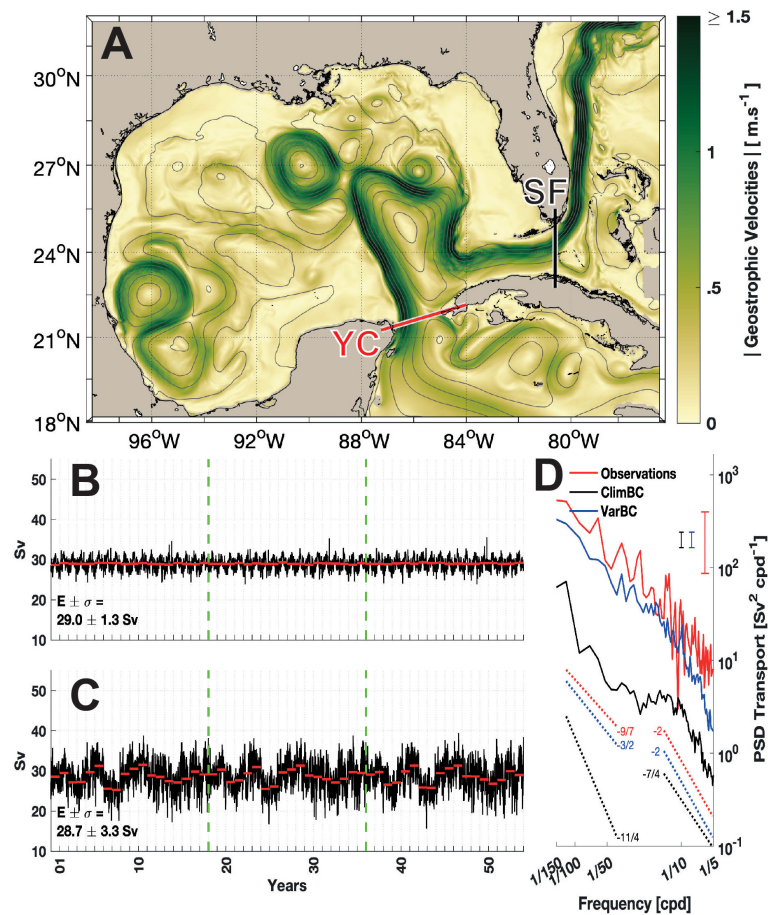 A
30°N
27°N
24°N
21°N
18°N
96°W
92°W
88°W
84°W
80°W
SF
YC
≥ 1.5
1
.5
0
| Geostrophic Velocities | [ m.s⁻¹ ]
B
50
40
30
20
10
Sv
E ± σ =
29.0 ± 1.3 Sv
C
50
40
30
20
10
Sv
E ± σ =
28.7 ± 3.3 Sv
01
10
20
30
40
50
Years
D
Observations
ClimBC
VarBC
10³
10²
10¹
10⁰
10⁻¹
PSD Transport [Sv² cpd⁻¹]
-9/7
-2
-3/2
-2
-7/4
-11/4
1/150
1/100
1/50
1/10
1/5
Frequency [cpd]